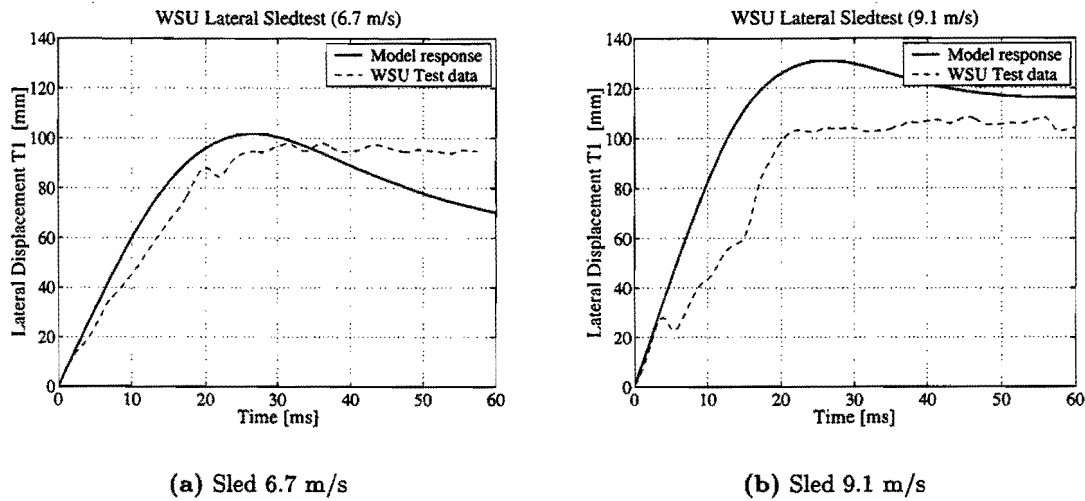 WSU Lateral Sledtest (6.7 m/s)
140
120
100
80
60
40
20
0
Lateral Displacement T1 [mm]
Model response
WSU Test data
0 10 20 30 40 50 60
Time [ms]
(a) Sled 6.7 m/s
WSU Lateral Sledtest (9.1 m/s)
140
120
100
80
60
40
20
0
Lateral Displacement T1 [mm]
Model response
WSU Test data
0 10 20 30 40 50 60
Time [ms]
(b) Sled 9.1 m/s